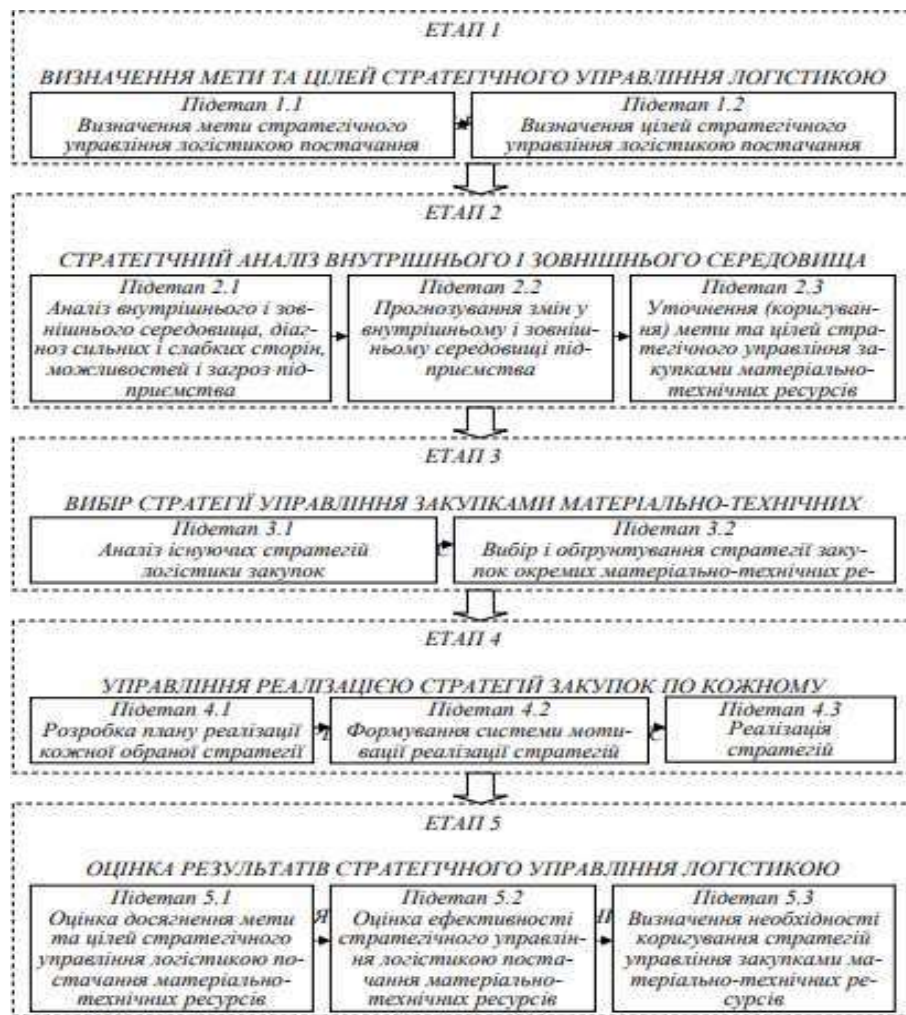 ЕТАП 1
ВИЗНАЧЕННЯ МЕТИ ТА ЦІЛЕЙ СТРАТЕГІЧНОГО УПРАВЛІННЯ ЛОГІСТИКОЮ
Підетап 1.1
Визначення мети стратегічного
управління логістикою постачання
Підетап 1.2
Визначення цілей стратегічного
управління логістикою постачання
ЕТАП 2
СТРАТЕГІЧНИЙ АНАЛІЗ ВНУТРІШНЬОГО І ЗОВНІШНЬОГО СЕРЕДОВИЩА
Підетап 2.1
Аналіз внутрішнього і зов-
нішнього середовища, діаг-
ноз сильних і слабких сторін,
можливостей і загроз під-
приємства
Підетап 2.2
Прогнозування змін у
внутрішньому і зовніш-
ньому середовищі під-
приємства
Підетап 2.3
Уточнення (коригуван-
ня) мети та цілей стра-
тегічного управління за-
купками матеріально-
технічних ресурсів
ЕТАП 3
ВИБІР СТРАТЕГІЇ УПРАВЛІННЯ ЗАКУПКАМИ МАТЕРІАЛЬНО-ТЕХНІЧНИХ
Підетап 3.1
Аналіз існуючих стратегій
логістики закупок
С
Підетап 3.2
Вибір і обґрунтування стратегії заку-
пок окремих матеріально-технічних ре-
ЕТАП 4
УПРАВЛІННЯ РЕАЛІЗАЦІЄЮ СТРАТЕГІЙ ЗАКУПОК ПО КОЖНОМУ
Підетап 4.1
Розробка плану реалізації
кожної обраної стратегії
Підетап 4.2
Формування системи моти-
вації реалізації стратегій
С
Підетап 4.3
Реалізація
стратегій
ЕТАП 5
ОЦІНКА РЕЗУЛЬТАТІВ СТРАТЕГІЧНОГО УПРАВЛІННЯ ЛОГІСТИКОЮ
Підетап 5.1
Оцінка досягнення мети
та цілей стратегічного
управління логістикою по-
стачання матеріально-
технічних ресурсів
Я
Підетап 5.2
Оцінка ефективності
стратегічного управлін-
ня логістикою поста-
чання матеріально-
технічних ресурсів
Підетап 5.3
Визначення необхідності
коригування стратегій
управління закупками ма-
теріально-технічних ре-
сурсів